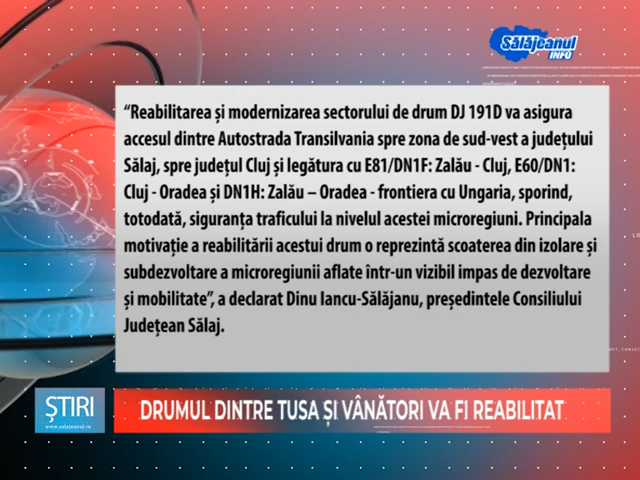 Sălăjeanul
INFO
“Reabilitarea și modernizarea sectorului de drum DJ 191D va asigura
accesul dintre Autostrada Transilvania spre zona de sud-vest a județului
Sălaj, spre județul Cluj și legătura cu E81/DN1F: Zalău - Cluj, E60/DN1:
Cluj - Oradea și DN1H: Zalău – Oradea - frontiera cu Ungaria, sporind,
totodată, siguranța traficului la nivelul acestei microregiuni. Principala
motivație a reabilitării acestui drum o reprezintă scoaterea din izolare și
subdezvoltare a microregiunii aflate într-un vizibil impas de dezvoltare
și mobilitate”, a declarat Dinu Iancu-Sălăjanu, președintele Consiliului
Județean Sălaj.
ȘTIRI
www.salajeanul.ro
DRUMUL DINTRE TUSA ȘI VÂNĂTORI VA FI REABILITAT